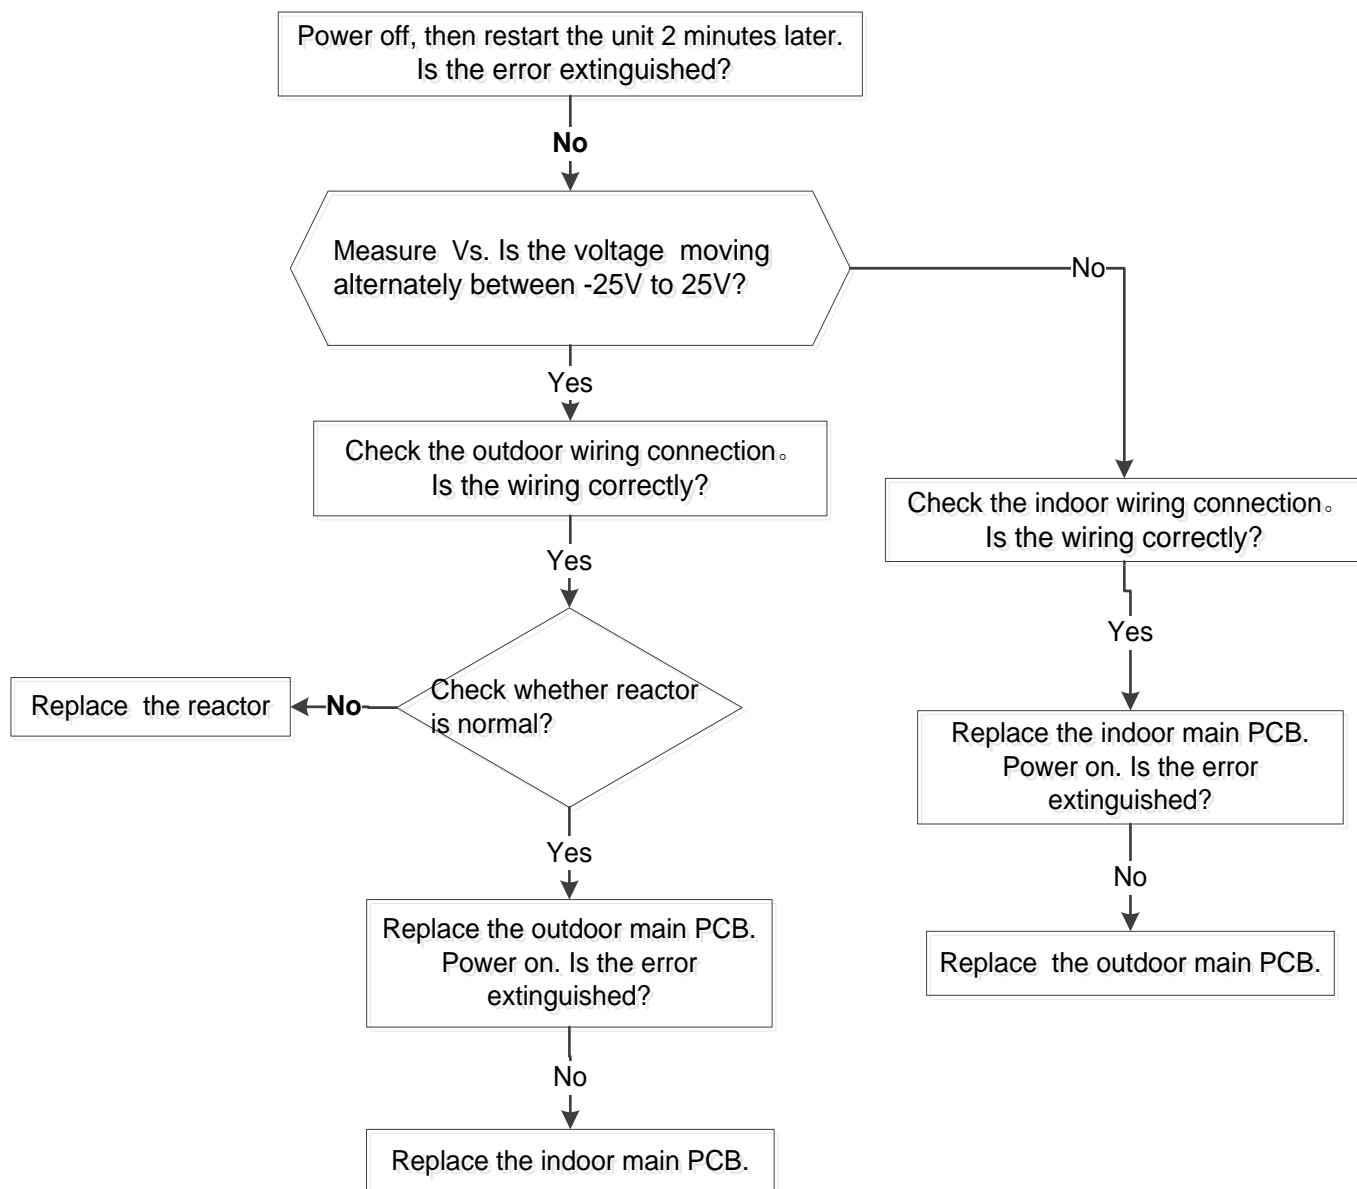 Power off, then restart the unit 2 minutes later.
Is the error extinguished?
No
Measure Vs. Is the voltage moving
alternately between -25V to 25V?
No
Yes
Check the outdoor wiring connection。
Is the wiring correctly?
Check the indoor wiring connection。
Is the wiring correctly?
Yes
Yes
Check whether reactor
is normal?
No
Replace the reactor
Replace the indoor main PCB.
Power on. Is the error
extinguished?
Yes
No
Replace the outdoor main PCB.
Power on. Is the error
extinguished?
Replace the outdoor main PCB.
No
Replace the indoor main PCB.